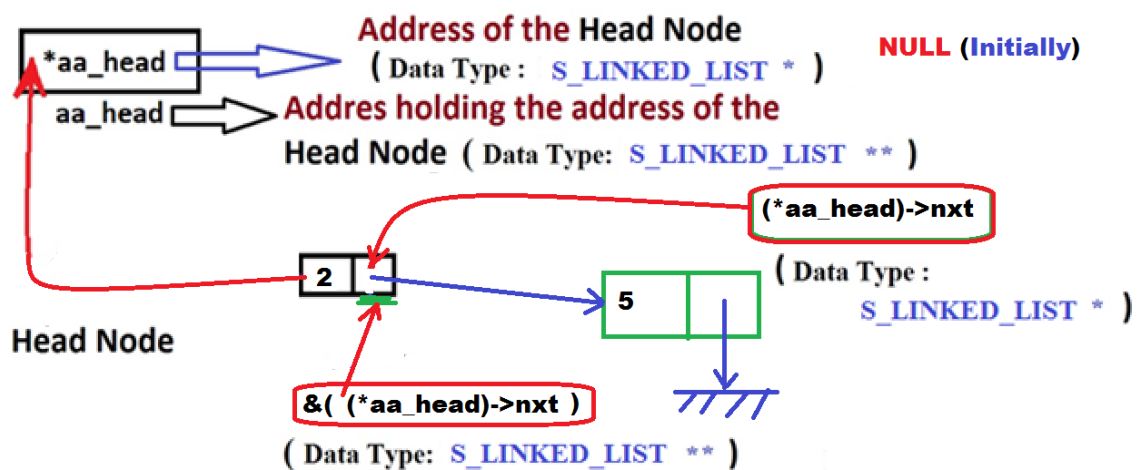 Address of the Head Node
*aa_head
( Data Type : S_LINKED_LIST * )
NULL (Initially)
aa_head
Addres holding the address of the
Head Node ( Data Type: S_LINKED_LIST ** )
(*aa_head)->nxt
( Data Type :
S_LINKED_LIST * )
2
5
Head Node
&( (*aa_head)->nxt )
( Data Type: S_LINKED_LIST ** )